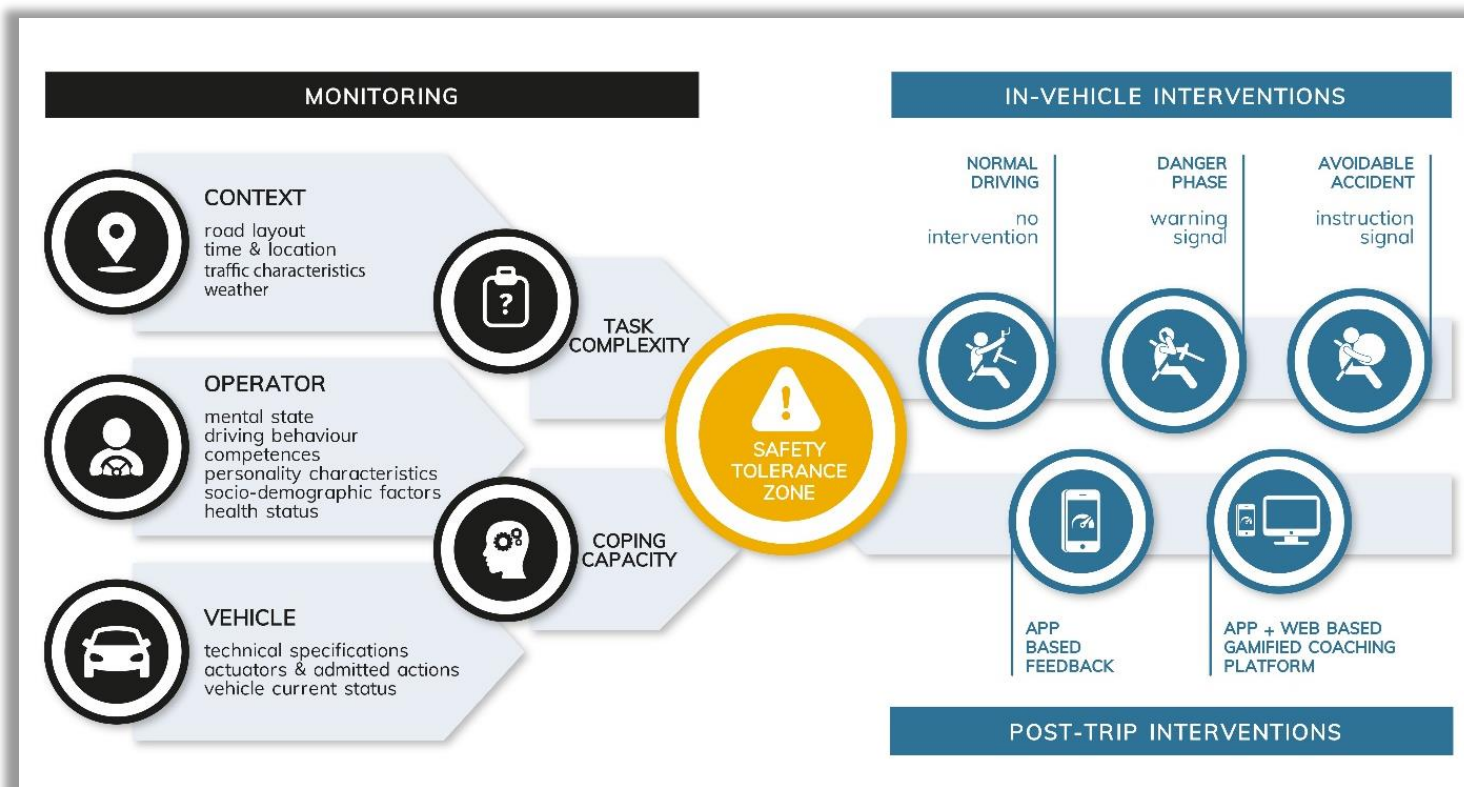 MONITORING
CONTEXT
road layout
time & location
traffic characteristics
weather
?
TASK
COMPLEXITY
OPERATOR
mental state
driving behaviour
competences
personality characteristics
socio-demographic factors
health status
COPING
CAPACITY
VEHICLE
technical specifications
actuators & admitted actions
vehicle current status
!
SAFETY
TOLERANCE
ZONE
IN-VEHICLE INTERVENTIONS
NORMAL
DRIVING
no
intervention
DANGER
PHASE
warning
signal
AVOIDABLE
ACCIDENT
instruction
signal
APP
BASED
FEEDBACK
APP + WEB BASED
GAMIFIED COACHING
PLATFORM
POST-TRIP INTERVENTIONS